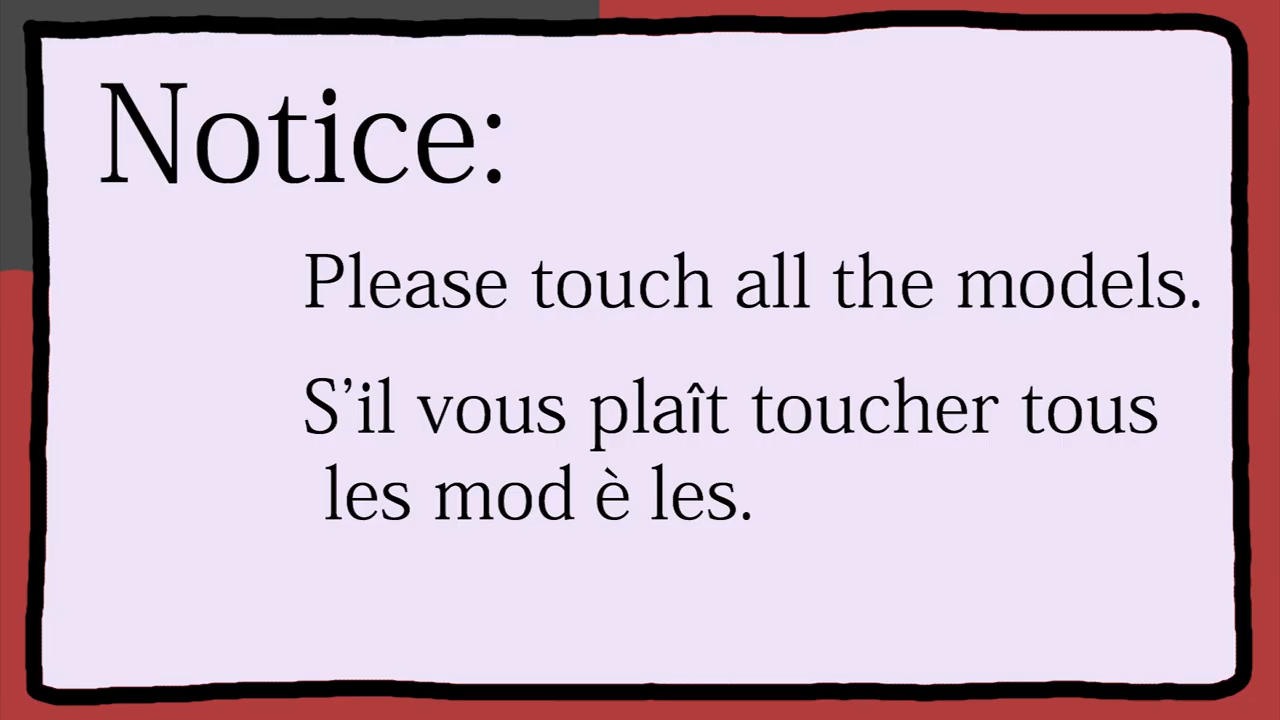 Notice:
Please touch all the models.
S’il vous plaît toucher tous
les mod è les.